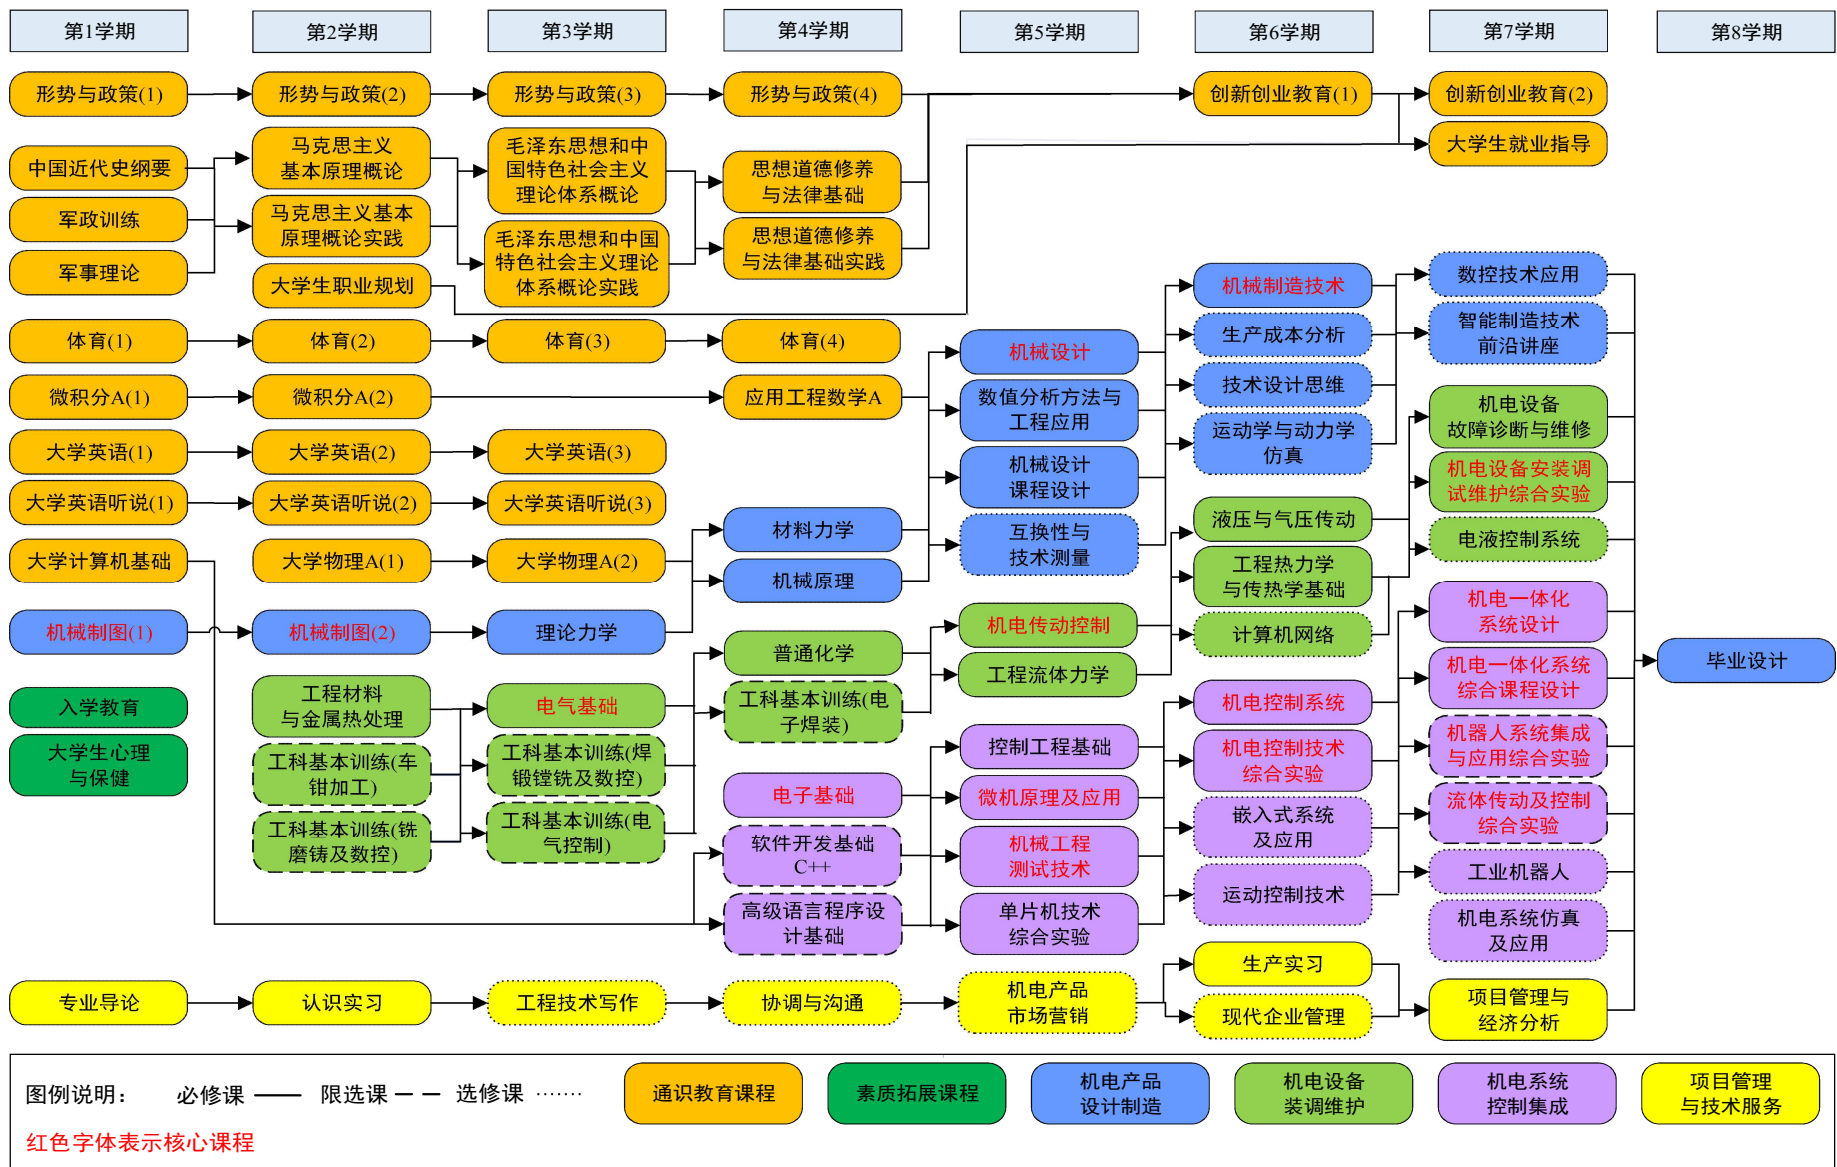 第1学期
第2学期
第3学期
第4学期
第5学期
第6学期
第7学期
第8学期
形势与政策(1)
形势与政策(2)
形势与政策(3)
形势与政策(4)
创新创业教育(1)
创新创业教育(2)
大学生就业指导
中国近代史纲要
军政训练
军事理论
马克思主义
基本原理概论
马克思主义基本
原理概论实践
大学生职业规划
毛泽东思想和中
国特色社会主义
理论体系概论
毛泽东思想和中国
特色社会主义理论
体系概论实践
思想道德修养
与法律基础
思想道德修养
与法律基础实践
体育(1)
体育(2)
体育(3)
体育(4)
微积分A(1)
微积分A(2)
应用工程数学A
大学英语(1)
大学英语(2)
大学英语(3)
大学英语听说(1)
大学英语听说(2)
大学英语听说(3)
大学计算机基础
大学物理A(1)
大学物理A(2)
机械制图(1)
机械制图(2)
理论力学
材料力学
机械原理
机械设计
数值分析方法与
工程应用
机械设计
课程设计
互换性与
技术测量
机械制造技术
生产成本分析
技术设计思维
运动学与动力学
仿真
数控技术应用
智能制造技术
前沿讲座
入学教育
大学生心理
与保健
工程材料
与金属热处理
工科基本训练(车
钳加工)
工科基本训练(铣
磨铸及数控)
电气基础
工科基本训练(焊
锻镗铣及数控)
工科基本训练(电
气控制)
普通化学
工科基本训练(电
子焊装)
机电传动控制
工程流体力学
液压与气压传动
工程热力学
与传热学基础
计算机网络
机电设备
故障诊断与维修
机电设备安装调
试维护综合实验
电液控制系统
电子基础
软件开发基础
C++
高级语言程序设
计基础
控制工程基础
微机原理及应用
机械工程
测试技术
单片机技术
综合实验
机电控制系统
机电控制技术
综合实验
嵌入式系统
及应用
运动控制技术
机电一体化
系统设计
机电一体化系统
综合课程设计
机器人系统集成
与应用综合实验
流体传动及控制
综合实验
工业机器人
机电系统仿真
及应用
毕业设计
专业导论
认识实习
工程技术写作
协调与沟通
机电产品
市场营销
生产实习
现代企业管理
项目管理与
经济分析
图例说明：
必修课
限选课
选修课
通识教育课程
素质拓展课程
机电产品
设计制造
机电设备
装调维护
机电系统
控制集成
项目管理
与技术服务
红色字体表示核心课程